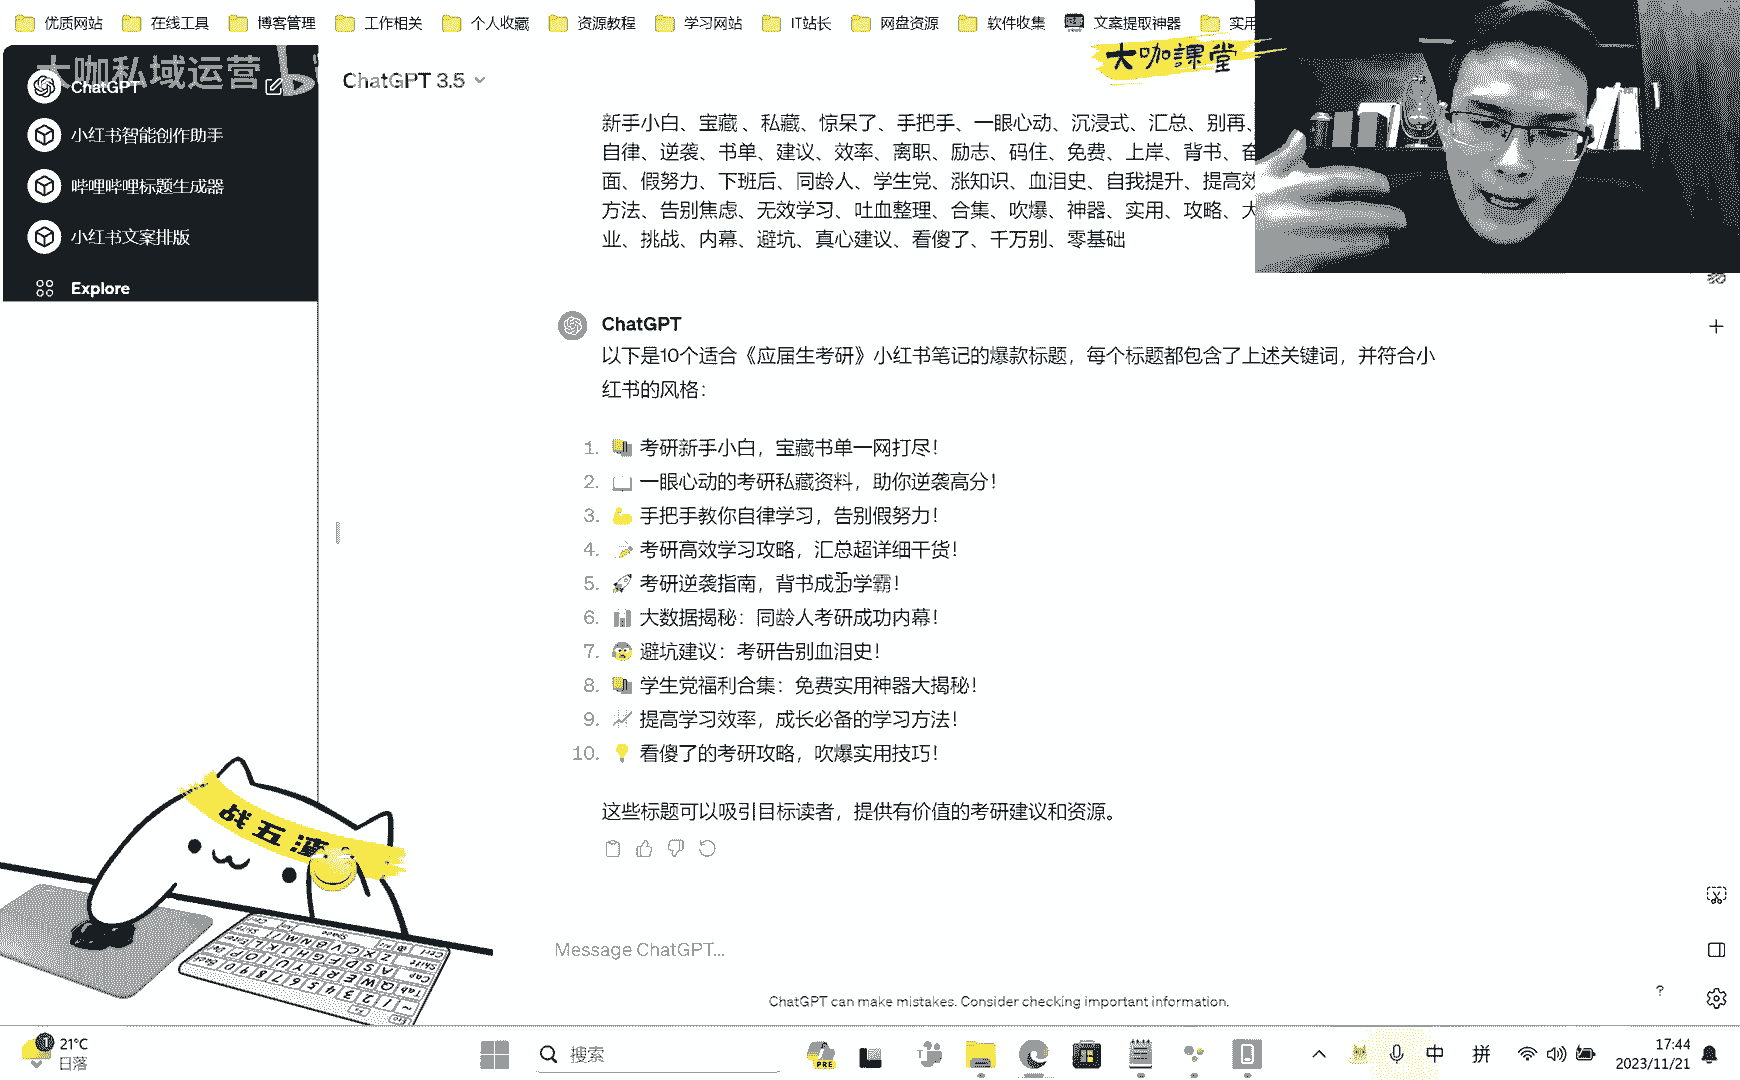 优质网站 在线工具 博客管理 工作相关 个人收藏 资源教程 学习网站 IT站长 网盘资源 软件收集 文案提取神器 实用
大咖私域运营
大咖課堂
ChatGPT
ChatGPT 3.5
小红书智能创作助手
哔哩哔哩标题生成器
小红书文案排版
Explore
新手小白、宝藏、私藏、惊呆了、手把手、一眼心动、沉浸式、汇总、别再、
自律、逆袭、书单、建议、效率、离职、励志、码住、免费、上岸、背书、奋
面、假努力、下班后、同龄人、学生党、涨知识、血泪史、自我提升、提高效
方法、告别焦虑、无效学习、吐血整理、合集、吹爆、神器、实用、攻略、大
业、挑战、内幕、避坑、真心建议、看傻了、千万别、零基础
ChatGPT
以下是10个适合《应届生考研》小红书笔记的爆款标题，每个标题都包含了上述关键词，并符合小
红书的风格：
1. 考研新手小白，宝藏书单一网打尽！
2. 一眼心动的考研私藏资料，助你逆袭高分！
3. 手把手教你自律学习，告别假努力！
4. 考研高效学习攻略，汇总超详细干货！
5. 考研逆袭指南，背书成为学霸！
6. 大数据揭秘：同龄人考研成功内幕！
7. 避坑建议：考研告别血泪史！
8. 学生党福利合集：免费实用神器大揭秘！
9. 提高学习效率，成长必备的学习方法！
10. 看傻了的考研攻略，吹爆实用技巧！
这些标题可以吸引目标读者，提供有价值的考研建议和资源。
战五渣
Message ChatGPT...
ChatGPT can make mistakes. Consider checking important information.
?
21°C
日落
搜索
PRE
中 拼
17:44
2023/11/21